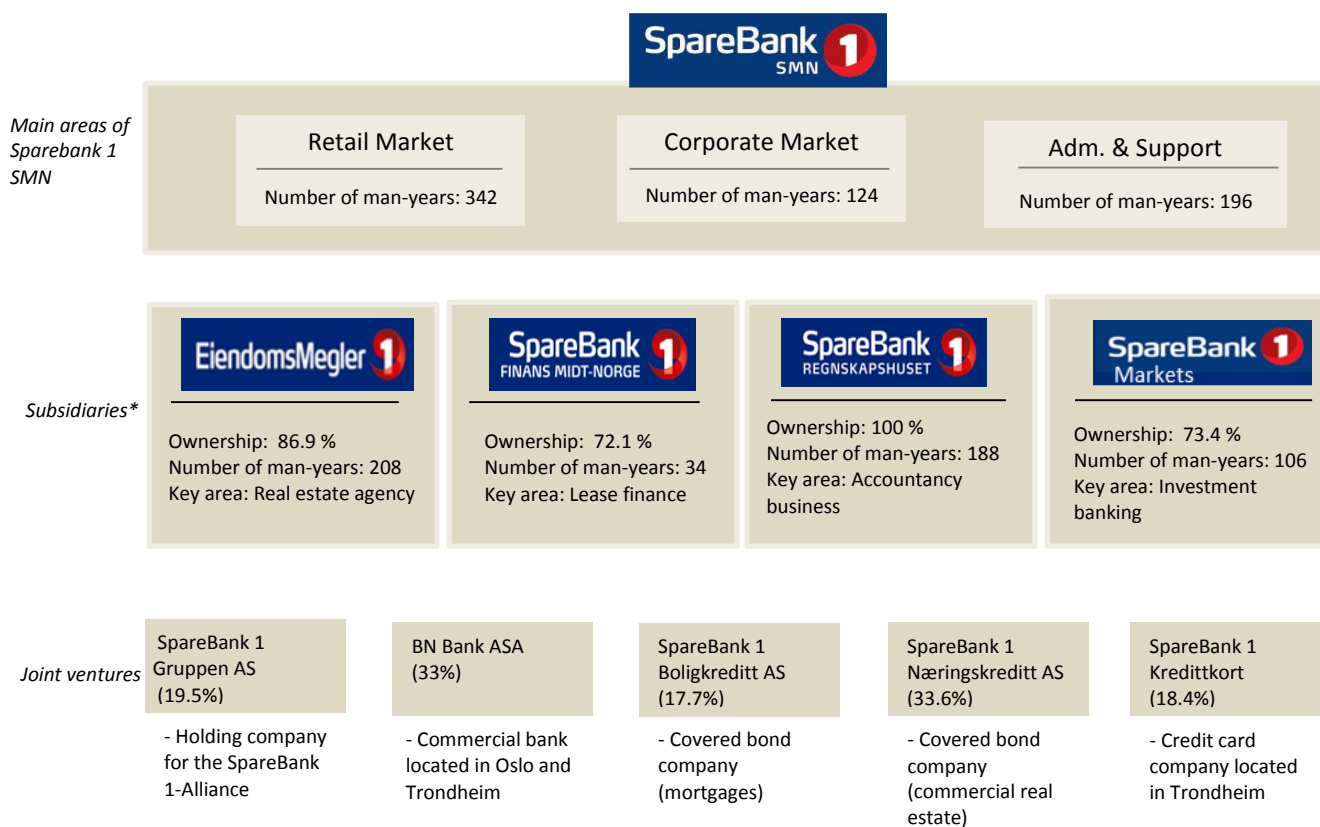 SpareBank 1
SMN
Main areas of
Sparebank 1
SMN
Retail Market
Number of man-years: 342
Corporate Market
Number of man-years: 124
Adm. & Support
Number of man-years: 196
Subsidiaries*
EiendomsMegler 1
Ownership:  86.9 %
Number of man-years: 208
Key area: Real estate agency
SpareBank 1
FINANS MIDT-NORGE
Ownership:  72.1 %
Number of man-years: 34
Key area: Lease finance
SpareBank 1
REGNSKAPSHUSET
Ownership: 100 %
Number of man-years: 188
Key area: Accountancy
business
SpareBank 1
Markets
Ownership:  73.4 %
Number of man-years: 106
Key area: Investment
banking
Joint ventures
SpareBank 1
Gruppen AS
(19.5%)
- Holding company
for the SpareBank
1-Alliance
BN Bank ASA
(33%)
- Commercial bank
located in Oslo and
Trondheim
SpareBank 1
Boligkreditt AS
(17.7%)
- Covered bond
company
(mortgages)
SpareBank 1
Næringskreditt AS
(33.6%)
- Covered bond
company
(commercial real
estate)
SpareBank 1
Kredittkort
(18.4%)
- Credit card
company located
in Trondheim